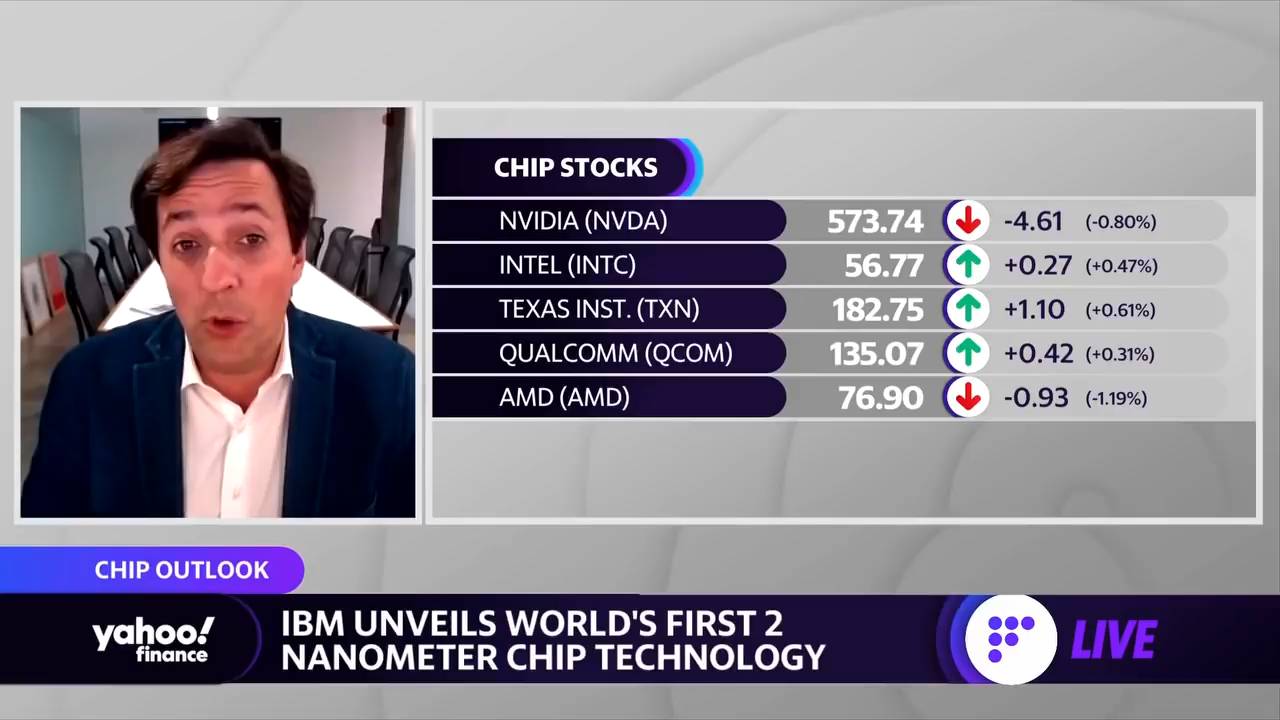 CHIP STOCKS
NVIDIA (NVDA) 573.74 -4.61 (-0.80%)
INTEL (INTC) 56.77 +0.27 (+0.47%)
TEXAS INST. (TXN) 182.75 +1.10 (+0.61%)
QUALCOMM (QCOM) 135.07 +0.42 (+0.31%)
AMD (AMD) 76.90 -0.93 (-1.19%)
CHIP OUTLOOK
yahoo! finance
IBM UNVEILS WORLD'S FIRST 2
NANOMETER CHIP TECHNOLOGY
LIVE